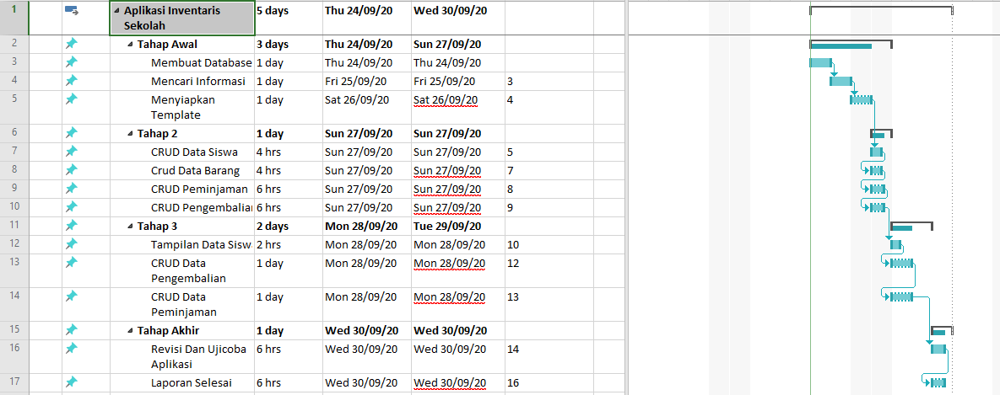 1 Aplikasi Inventaris Sekolah 5 days Thu 24/09/20 Wed 30/09/20
2 Tahap Awal 3 days Thu 24/09/20 Sun 27/09/20
3 Membuat Database 1 day Thu 24/09/20 Thu 24/09/20
4 Mencari Informasi 1 day Fri 25/09/20 Fri 25/09/20 3
5 Menyiapkan Template 1 day Sat 26/09/20 Sat 26/09/20 4
6 Tahap 2 1 day Sun 27/09/20 Sun 27/09/20
7 CRUD Data Siswa 4 hrs Sun 27/09/20 Sun 27/09/20 5
8 Crud Data Barang 4 hrs Sun 27/09/20 Sun 27/09/20 7
9 CRUD Peminjaman 6 hrs Sun 27/09/20 Sun 27/09/20 8
10 CRUD Pengembalian 6 hrs Sun 27/09/20 Sun 27/09/20 9
11 Tahap 3 2 days Mon 28/09/20 Tue 29/09/20
12 Tampilan Data Sisw 2 hrs Mon 28/09/20 Mon 28/09/20 10
13 CRUD Data Pengembalian 1 day Mon 28/09/20 Mon 28/09/20 12
14 CRUD Data Peminjaman 1 day Mon 28/09/20 Mon 28/09/20 13
15 Tahap Akhir 1 day Wed 30/09/20 Wed 30/09/20
16 Revisi Dan Ujicoba Aplikasi 6 hrs Wed 30/09/20 Wed 30/09/20 14
17 Laporan Selesai 6 hrs Wed 30/09/20 Wed 30/09/20 16